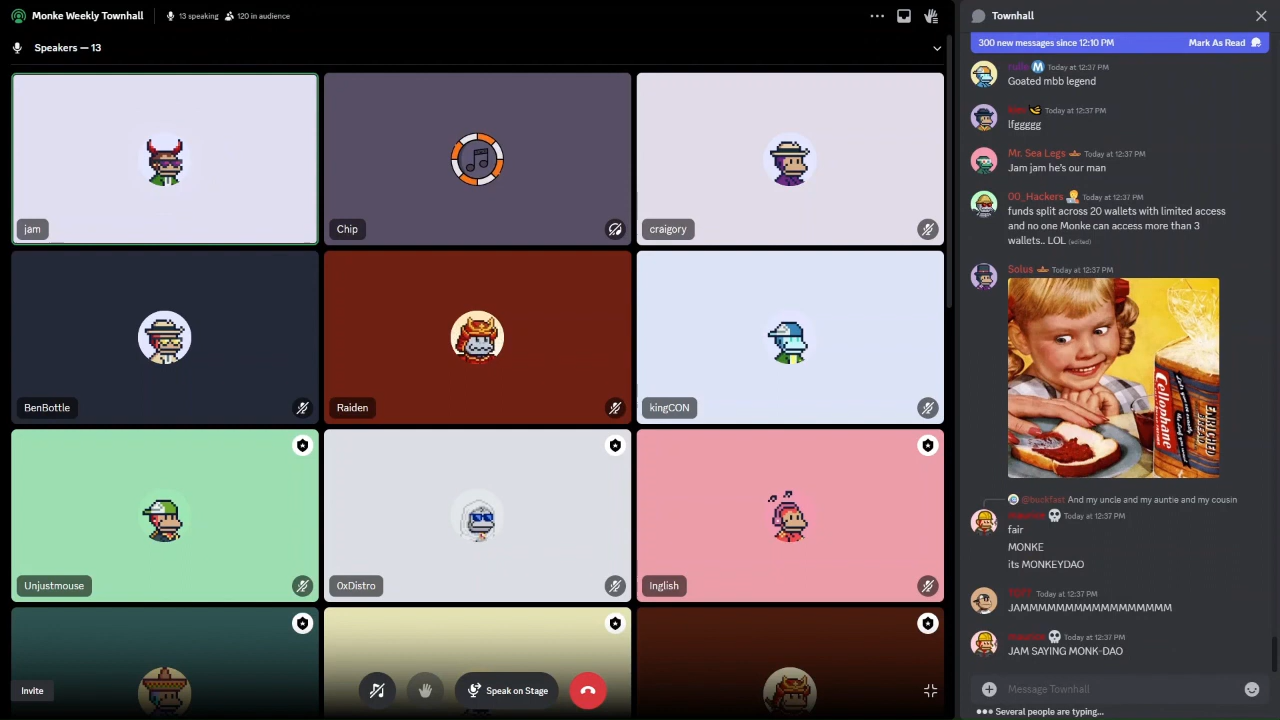 Monke Weekly Townhall
13 speaking
120 in audience
Speakers — 13
jam
Chip
craigory
BenBottle
Raiden
kingCON
Unjustmouse
0xDistro
Inglish
Invite
Speak on Stage
Townhall
300 new messages since 12:10 PM
Mark As Read
Today at 12:37 PM
Goated mbb legend
Today at 12:37 PM
lfggggg
Mr. Sea Legs Today at 12:37 PM
Jam jam he's our man
00_Hackers Today at 12:37 PM
funds split across 20 wallets with limited access
and no one Monke can access more than 3
wallets.. LOL (edited)
Solus Today at 12:37 PM
Cellophane
ENRICHED
BREAD
@buckfast And my uncle and my auntie and my cousin
Today at 12:37 PM
fair
MONKE
its MONKEYDAO
Today at 12:37 PM
JAMMMMMMMMMMMMMMMMM
Today at 12:37 PM
JAM SAYING MONK-DAO
Message Townhall
Several people are typing...